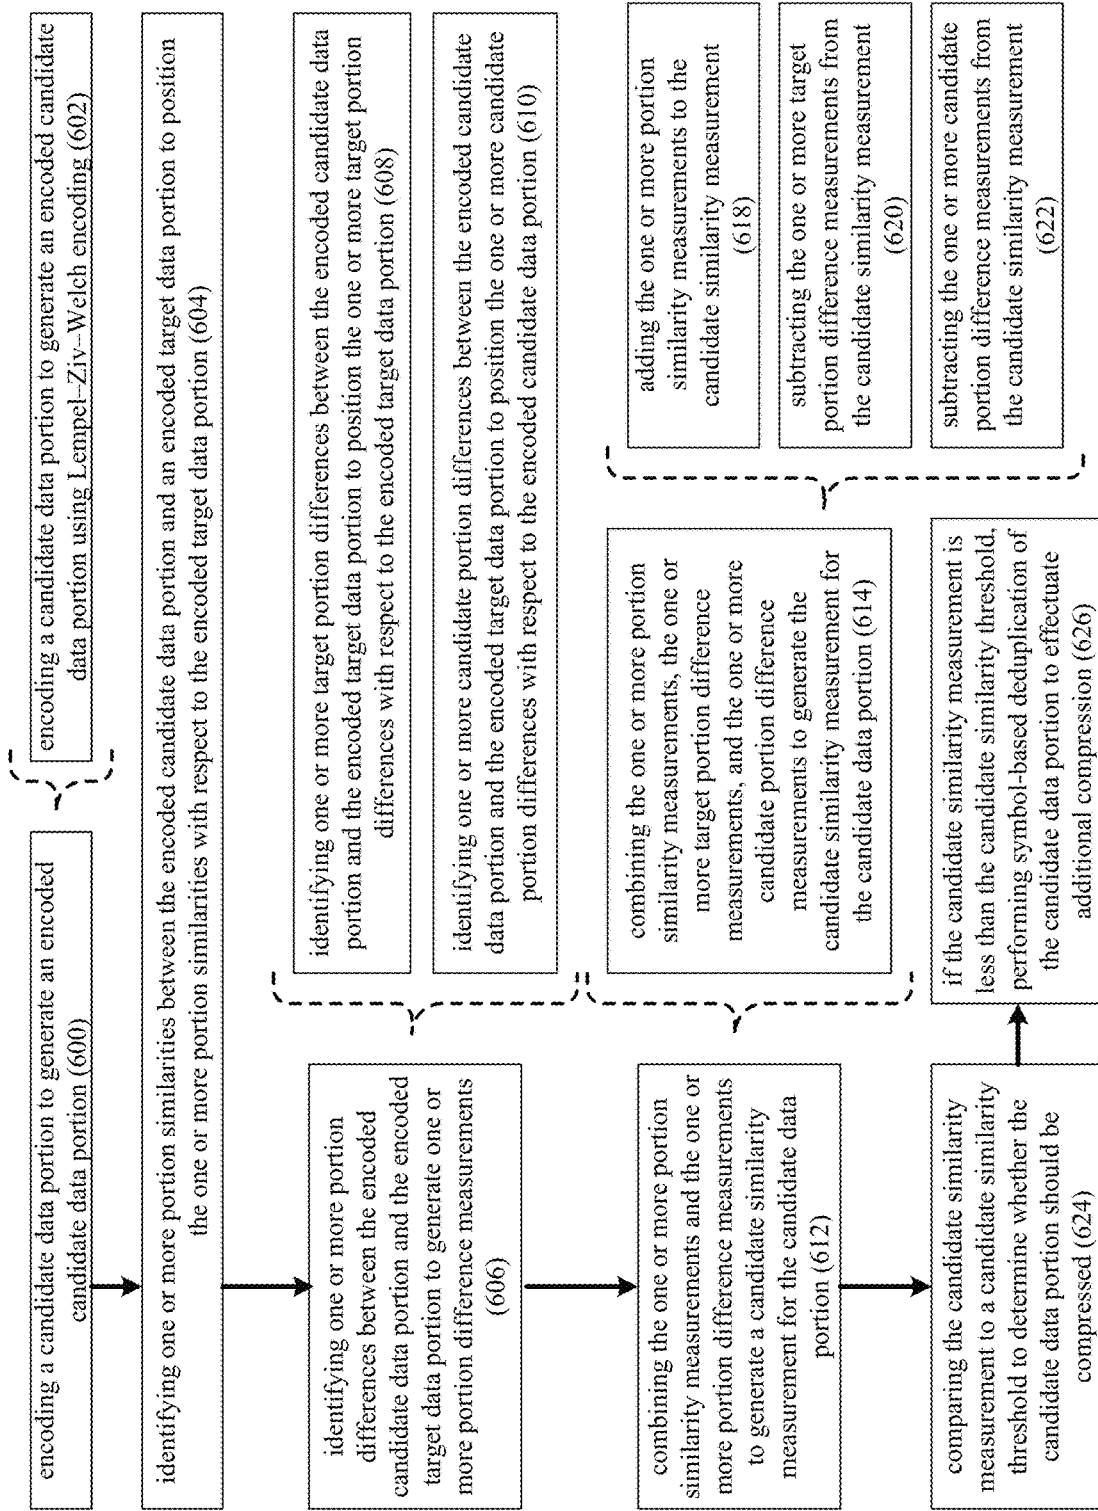 encoding a candidate data portion to generate an encoded
candidate data portion (600)
encoding a candidate data portion to generate an encoded candidate
data portion using Lempel–Ziv–Welch encoding (602)
identifying one or more portion similarities between the encoded candidate data portion and an encoded target data portion to position
the one or more portion similarities with respect to the encoded target data portion (604)
identifying one or more portion
differences between the encoded
candidate data portion and the encoded
target data portion to generate one or
more portion difference measurements
(606)
identifying one or more target portion differences between the encoded candidate data
portion and the encoded target data portion to position the one or more target portion
differences with respect to the encoded target data portion (608)
identifying one or more candidate portion differences between the encoded candidate
data portion and the encoded target data portion to position the one or more candidate
portion differences with respect to the encoded candidate data portion (610)
combining the one or more portion
similarity measurements and the one or
more portion difference measurements
to generate a candidate similarity
measurement for the candidate data
portion (612)
combining the one or more portion
similarity measurements, the one or
more target portion difference
measurements, and the one or more
candidate portion difference
measurements to generate the
candidate similarity measurement for
the candidate data portion (614)
adding the one or more portion
similarity measurements to the
candidate similarity measurement
(618)
subtracting the one or more target
portion difference measurements from
the candidate similarity measurement
(620)
subtracting the one or more candidate
portion difference measurements from
the candidate similarity measurement
(622)
comparing the candidate similarity
measurement to a candidate similarity
threshold to determine whether the
candidate data portion should be
compressed (624)
if the candidate similarity measurement is
less than the candidate similarity threshold,
performing symbol-based deduplication of
the candidate data portion to effectuate
additional compression (626)